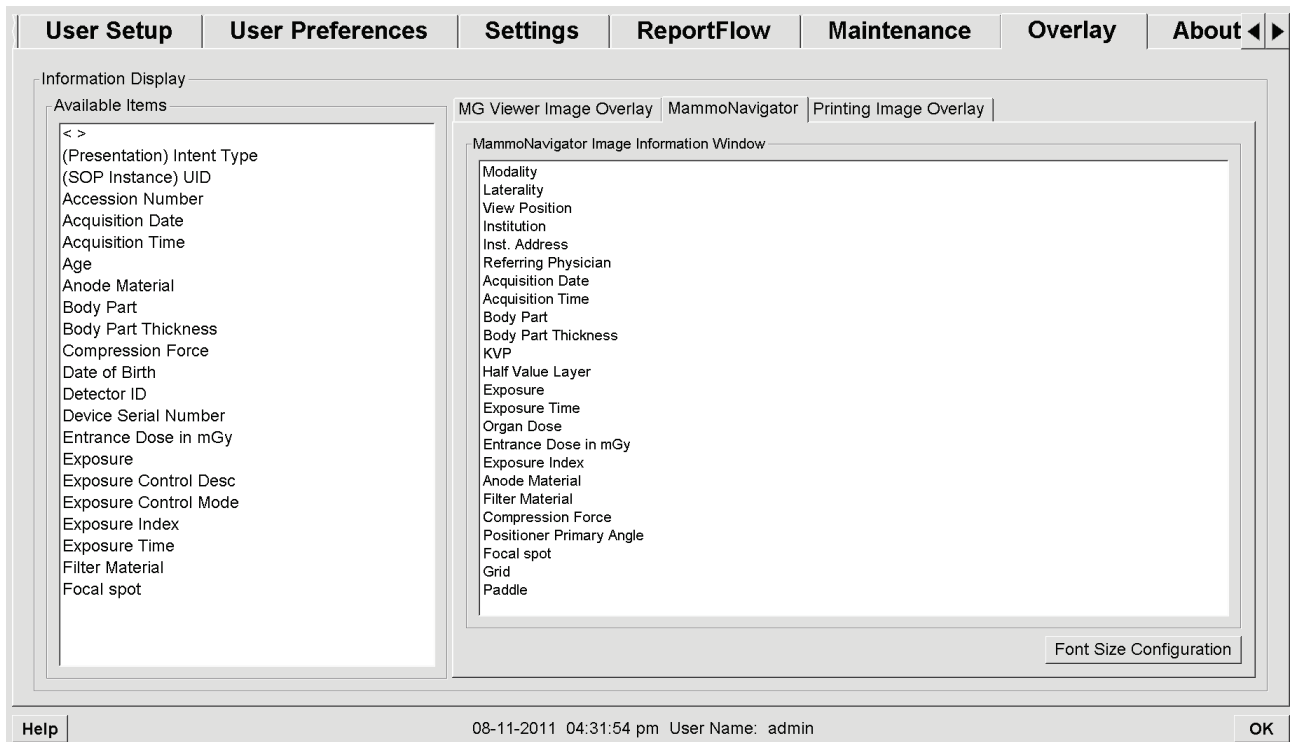 User Setup User Preferences Settings ReportFlow Maintenance Overlay About
Information Display
Available Items
< >
(Presentation) Intent Type
(SOP Instance) UID
Accession Number
Acquisition Date
Acquisition Time
Age
Anode Material
Body Part
Body Part Thickness
Compression Force
Date of Birth
Detector ID
Device Serial Number
Entrance Dose in mGy
Exposure
Exposure Control Desc
Exposure Control Mode
Exposure Index
Exposure Time
Filter Material
Focal spot
MG Viewer Image Overlay MammoNavigator Printing Image Overlay
MammoNavigator Image Information Window
Modality
Laterality
View Position
Institution
Inst. Address
Referring Physician
Acquisition Date
Acquisition Time
Body Part
Body Part Thickness
KVP
Half Value Layer
Exposure
Exposure Time
Organ Dose
Entrance Dose in mGy
Exposure Index
Anode Material
Filter Material
Compression Force
Positioner Primary Angle
Focal spot
Grid
Paddle
Font Size Configuration
Help 08-11-2011 04:31:54 pm User Name: admin OK